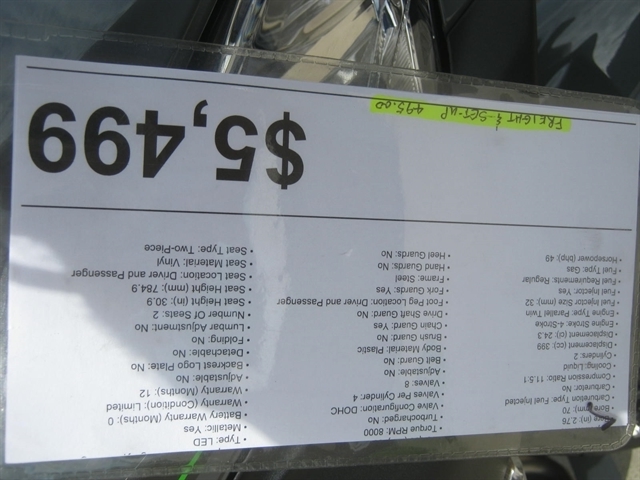 Bore (in): 2.76
• Bore (mm): 70
• Carburetion Type: Fuel Injected
• Carburetor: No
• Compression Ratio: 11.5:1
• Cooling: Liquid
• Cylinders: 2
• Displacement (cc): 399
• Displacement (ci): 24.3
• Engine Stroke: 4-Stroke
• Engine Type: Twin Parallel
• Fuel Injector Size (mm): 32
• Fuel Injector: Yes
• Fuel Requirements: Regular
• Fuel Type: Gas
• Horsepower (bhp): 49
• Torque RPM: 8000
• Turbocharged: No
• Valve Configuration: DOHC
• Valves Per Cylinder: 4
• Valves: 8
• Adjustable: No
• Belt Guard: No
• Body Material: Plastic
• Brush Guard: No
• Chain Guard: Yes
• Drive Shaft Guard: No
• Foot Peg Location: Driver and Passenger
• Fork Guards: Yes
• Frame: Steel
• Hand Guards: No
• Heel Guards: No
Type: LED
• Metallic: Yes
• Battery Warranty (Months): 0
• Warranty (Condition): Limited
• Warranty (Months): 12
• Adjustable: No
• Backrest Logo Plate: No
• Detachable: No
• Folding: No
• Lumbar Adjustment: No
• Number Of Seats: 2
• Seat Height (in): 30.9
• Seat Height (mm): 784.9
• Seat Location: Driver and Passenger
• Seat Material: Vinyl
• Seat Type: Two-Piece
FREIGHT & SET-UP 495.00
$5,499